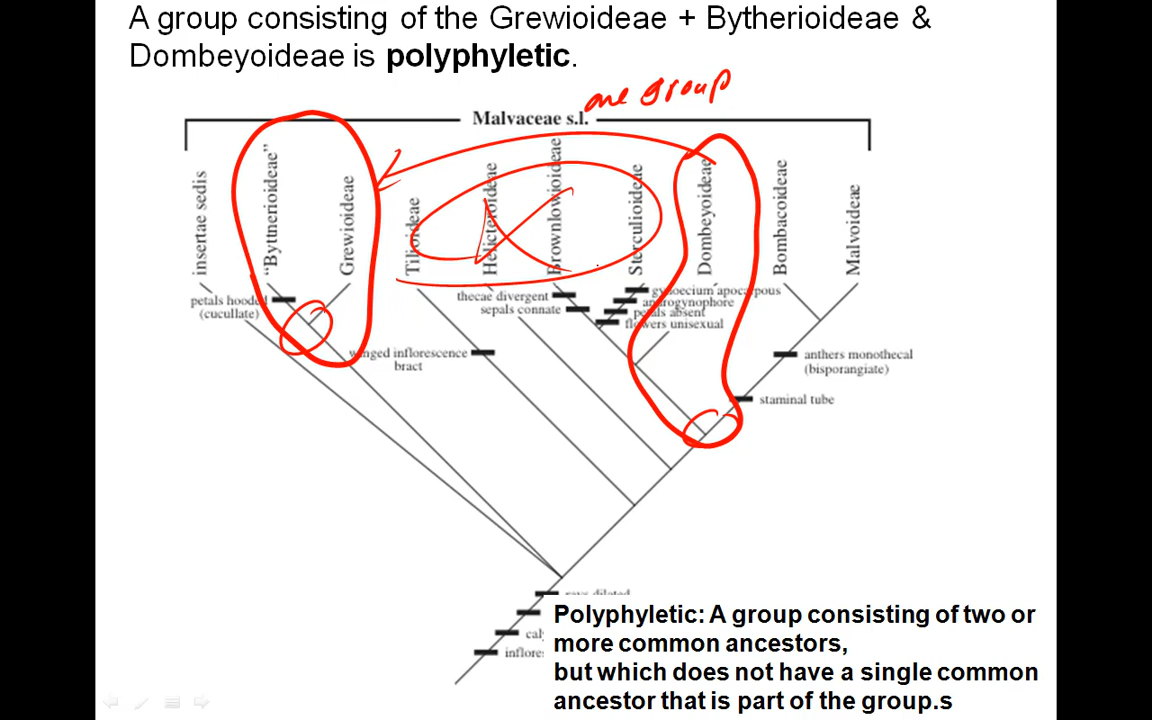 A group consisting of the Grewioideae + Bytherioideae &
Dombeyoideae is polyphyletic.
one group
Malvaceae s.l.
insertae sedis
"Byttnerioideae"
Grewioideae
Tilioideae
Helicteroideae
Brownlowioideae
Sterculioideae
Dombeyoideae
Bombacoideae
Malvoideae
petals hooded
(cucullate)
thecae divergent
sepals connate
gynoecium apocarpous
androgynophore
petals absent
flowers unisexual
winged inflorescence
bract
anthers monothecal
(bisporangiate)
staminal tube
cal
inflore
Polyphyletic: A group consisting of two or
more common ancestors,
but which does not have a single common
ancestor that is part of the group.s